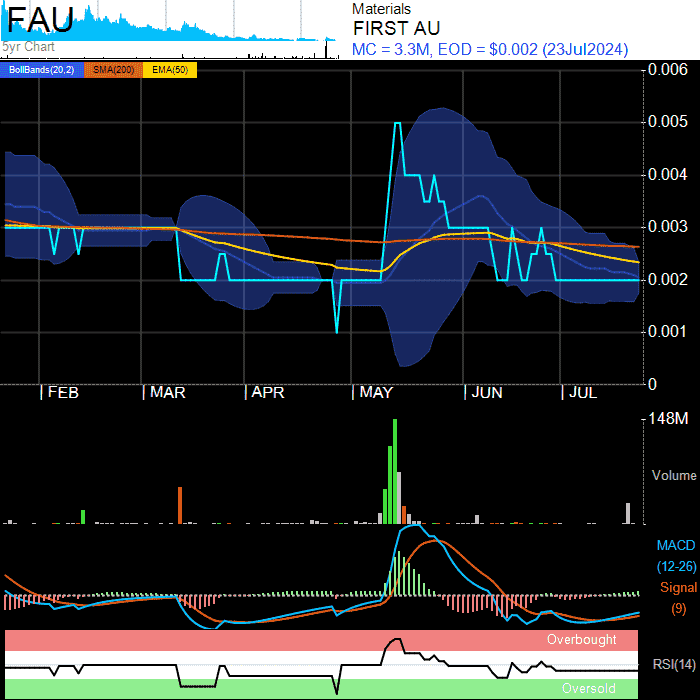 FAU
5yr Chart
Materials
FIRST AU
MC = 3.3M, EOD = $0.002 (23Jul2024)
BollBands(20,2) SMA(200) EMA(50)
0.006
0.005
0.004
0.003
0.002
0.001
0
FEB MAR APR MAY JUN JUL
148M
Volume
MACD
(12-26)
Signal
(9)
Overbought
RSI(14)
Oversold